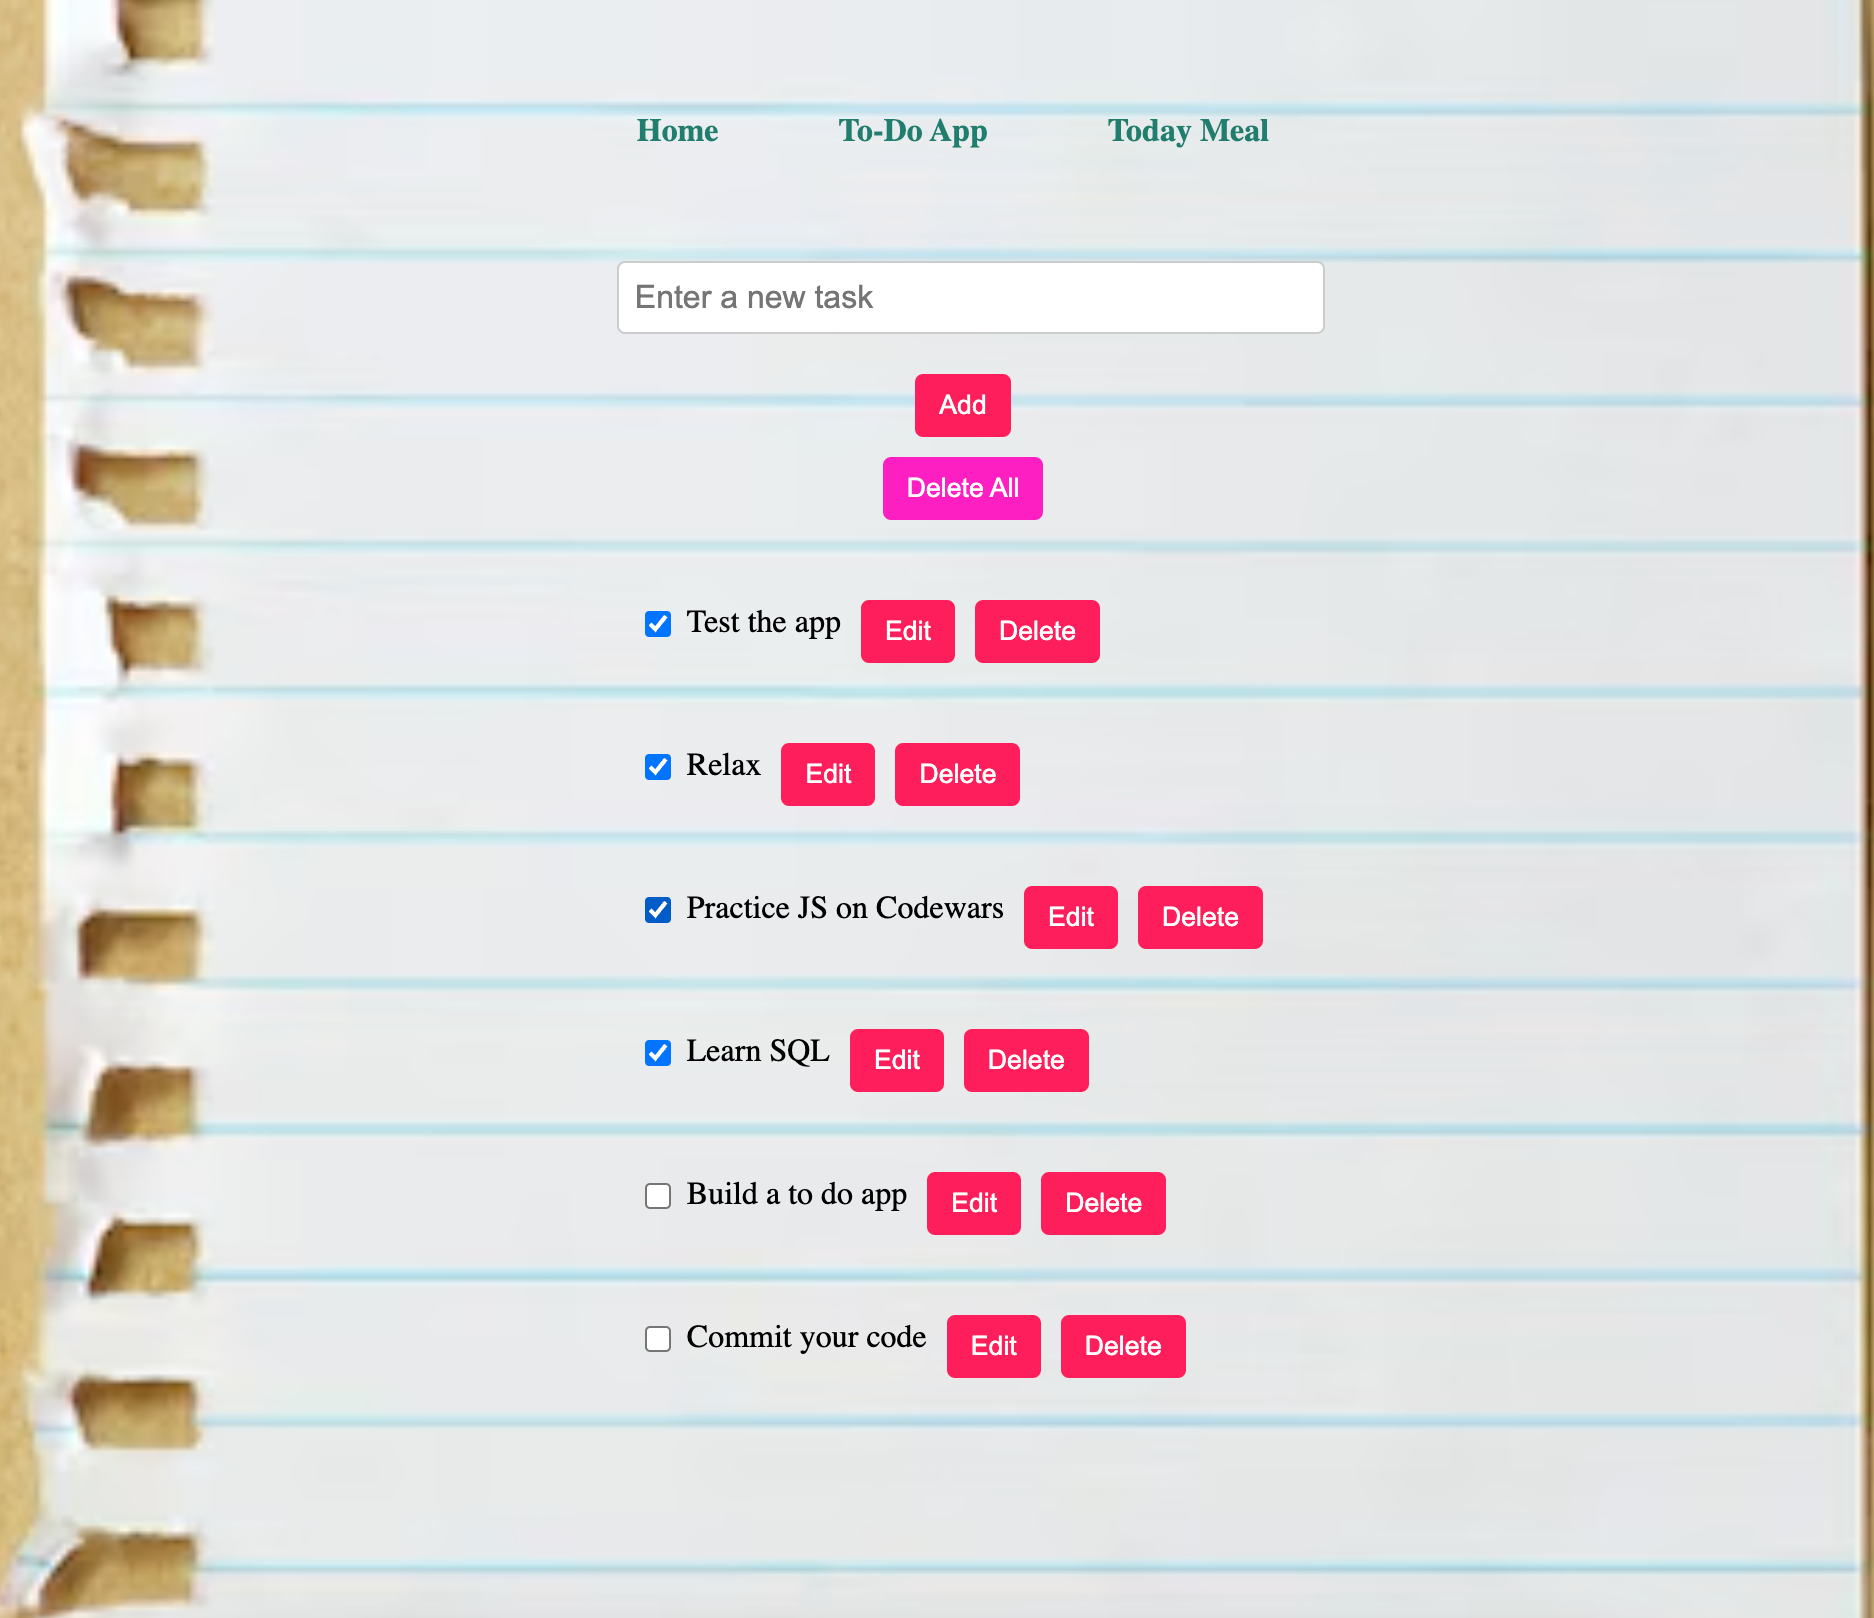 Home To-Do App Today Meal
Enter a new task
Add
Delete All
Test the app Edit Delete
Relax Edit Delete
Practice JS on Codewars Edit Delete
Learn SQL Edit Delete
Build a to do app Edit Delete
Commit your code Edit Delete